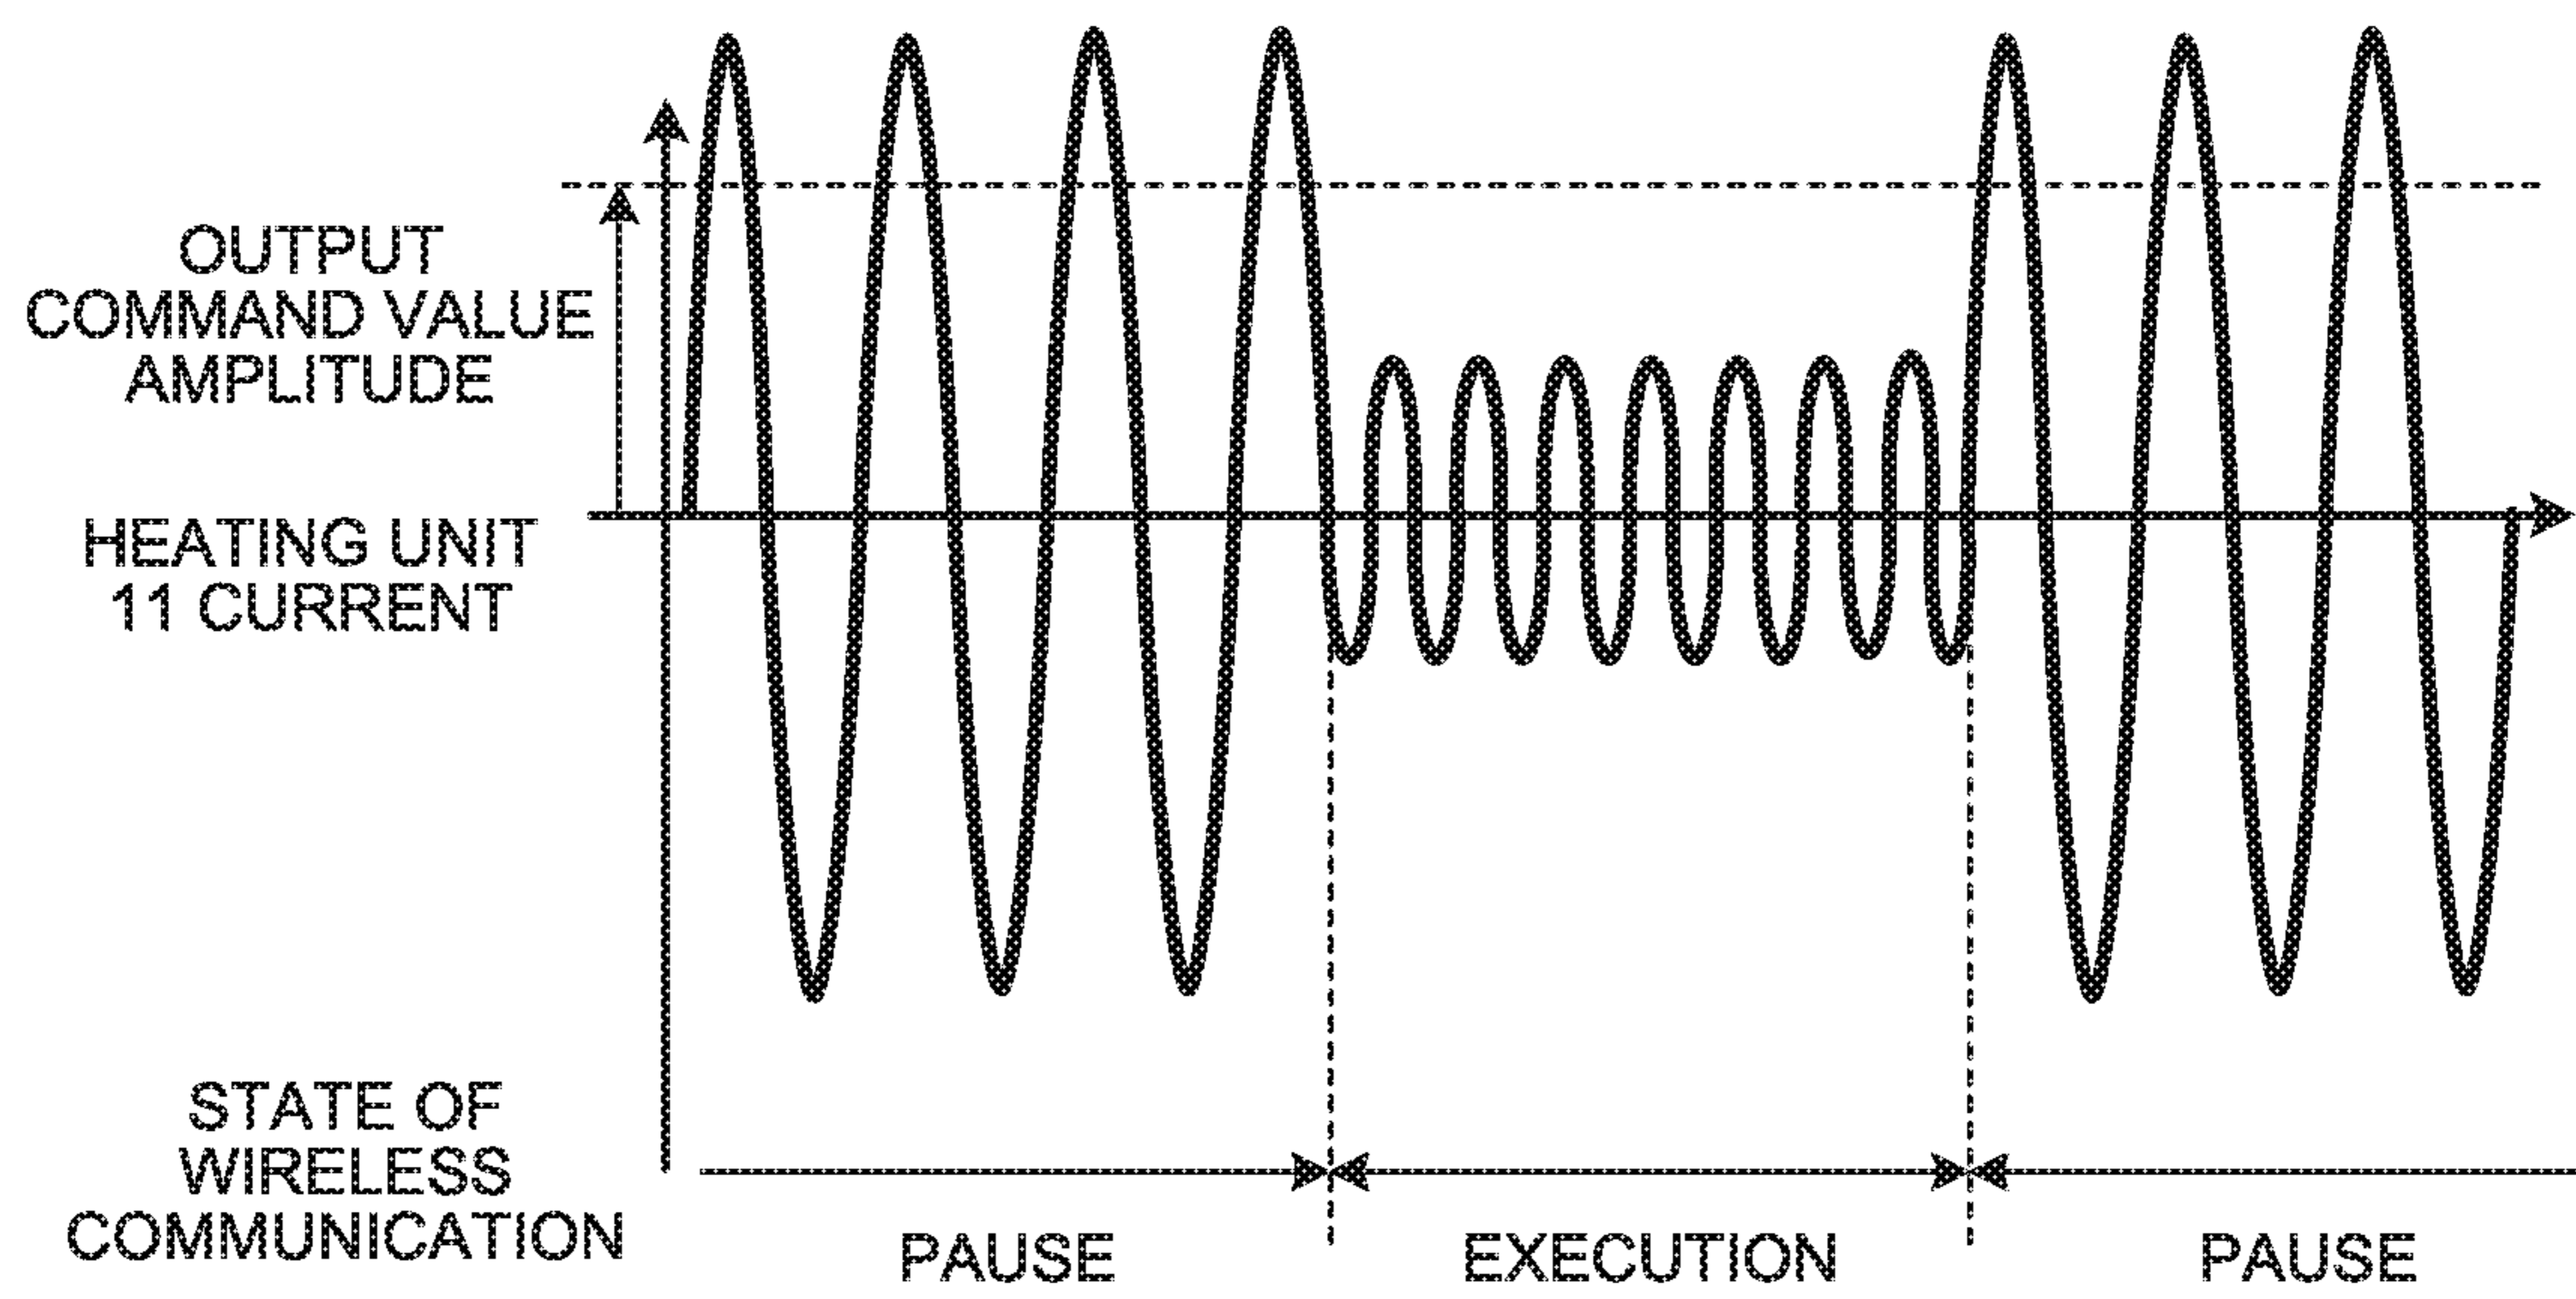 OUTPUT
COMMAND VALUE
AMPLITUDE
HEATING UNIT
11 CURRENT
STATE OF
WIRELESS
COMMUNICATION
PAUSE
EXECUTION
PAUSE